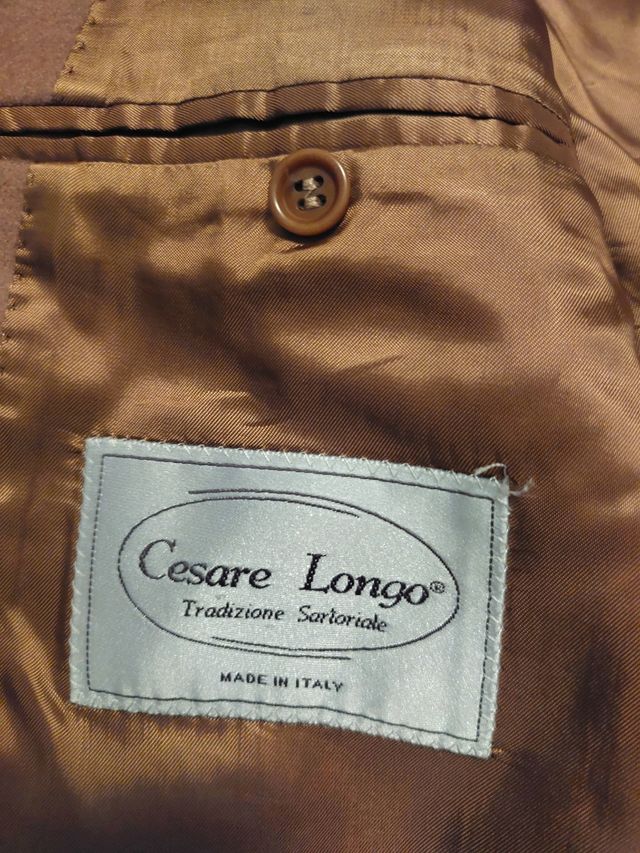 Cesare Longo®
Tradizione Sartoriale
MADE IN ITALY